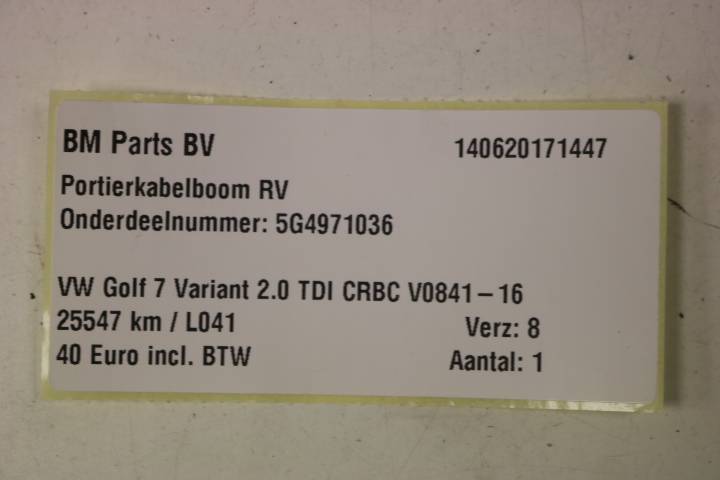 BM Parts BV 140620171447
Portierkabelboom RV
Onderdeelnummer: 5G4971036
VW Golf 7 Variant 2.0 TDI CRBC V0841-16
25547 km / L041 Verz: 8
40 Euro incl. BTW Aantal: 1